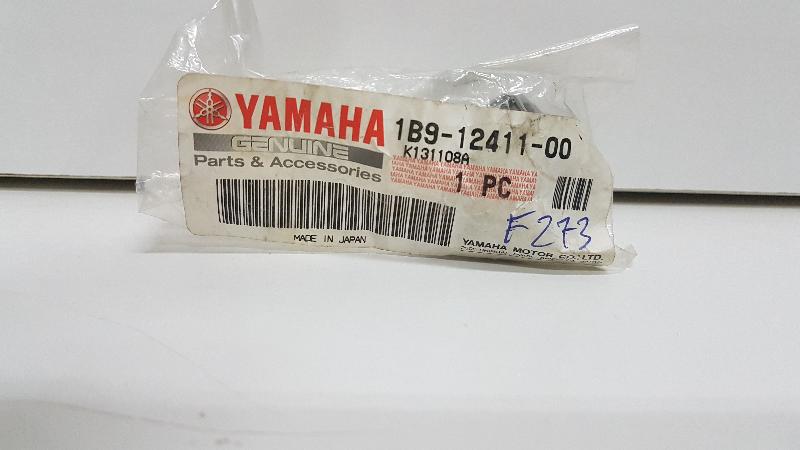 YAMAHA 1B9-12411-00
GENUINE K131108A
Parts & Accessories
1 PC
F273
MADE IN JAPAN
YAMAHA MOTOR CO., LTD.